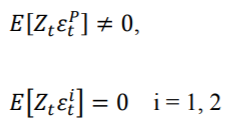 E[Z_t ε_t^P] ≠ 0,
E[Z_t ε_t^i] = 0 i = 1, 2